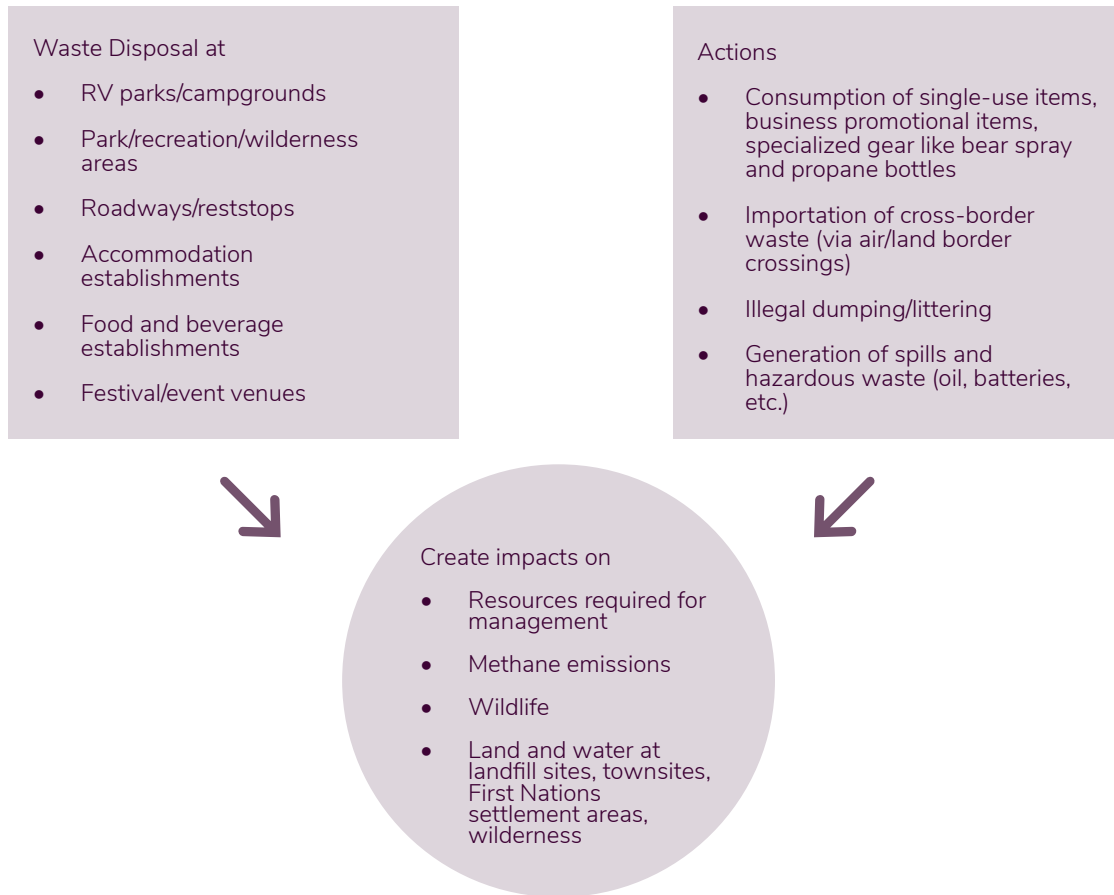 Waste Disposal at
• RV parks/campgrounds
• Park/recreation/wilderness
areas
• Roadways/reststops
• Accommodation
establishments
• Food and beverage
establishments
• Festival/event venues
Actions
• Consumption of single-use items,
business promotional items,
specialized gear like bear spray
and propane bottles
• Importation of cross-border
waste (via air/land border
crossings)
• Illegal dumping/littering
• Generation of spills and
hazardous waste (oil, batteries,
etc.)
Create impacts on
• Resources required for
management
• Methane emissions
• Wildlife
• Land and water at
landfill sites, townsites,
First Nations
settlement areas,
wilderness